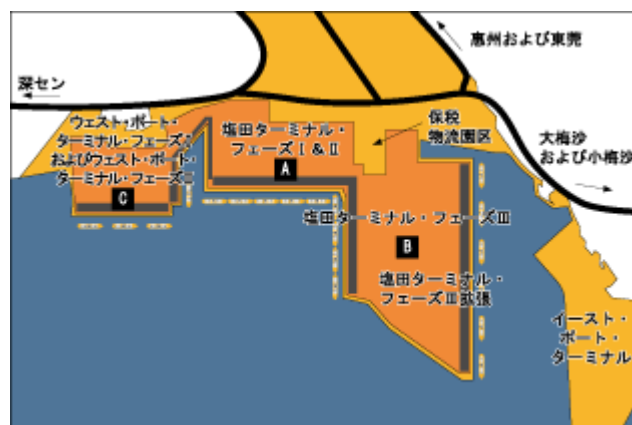 惠州および東莞
深セン
ウェスト・ポート・
ターミナル・フェーズⅠ
およびウェスト・ポート・
ターミナル・フェーズⅡ
C
塩田ターミナル・
フェーズⅠ&Ⅱ
A
保税
物流園区
大梅沙
および小梅沙
塩田ターミナル・フェーズⅢ
B
塩田ターミナル・
フェーズⅢ拡張
イースト・
ポート・
ターミナル